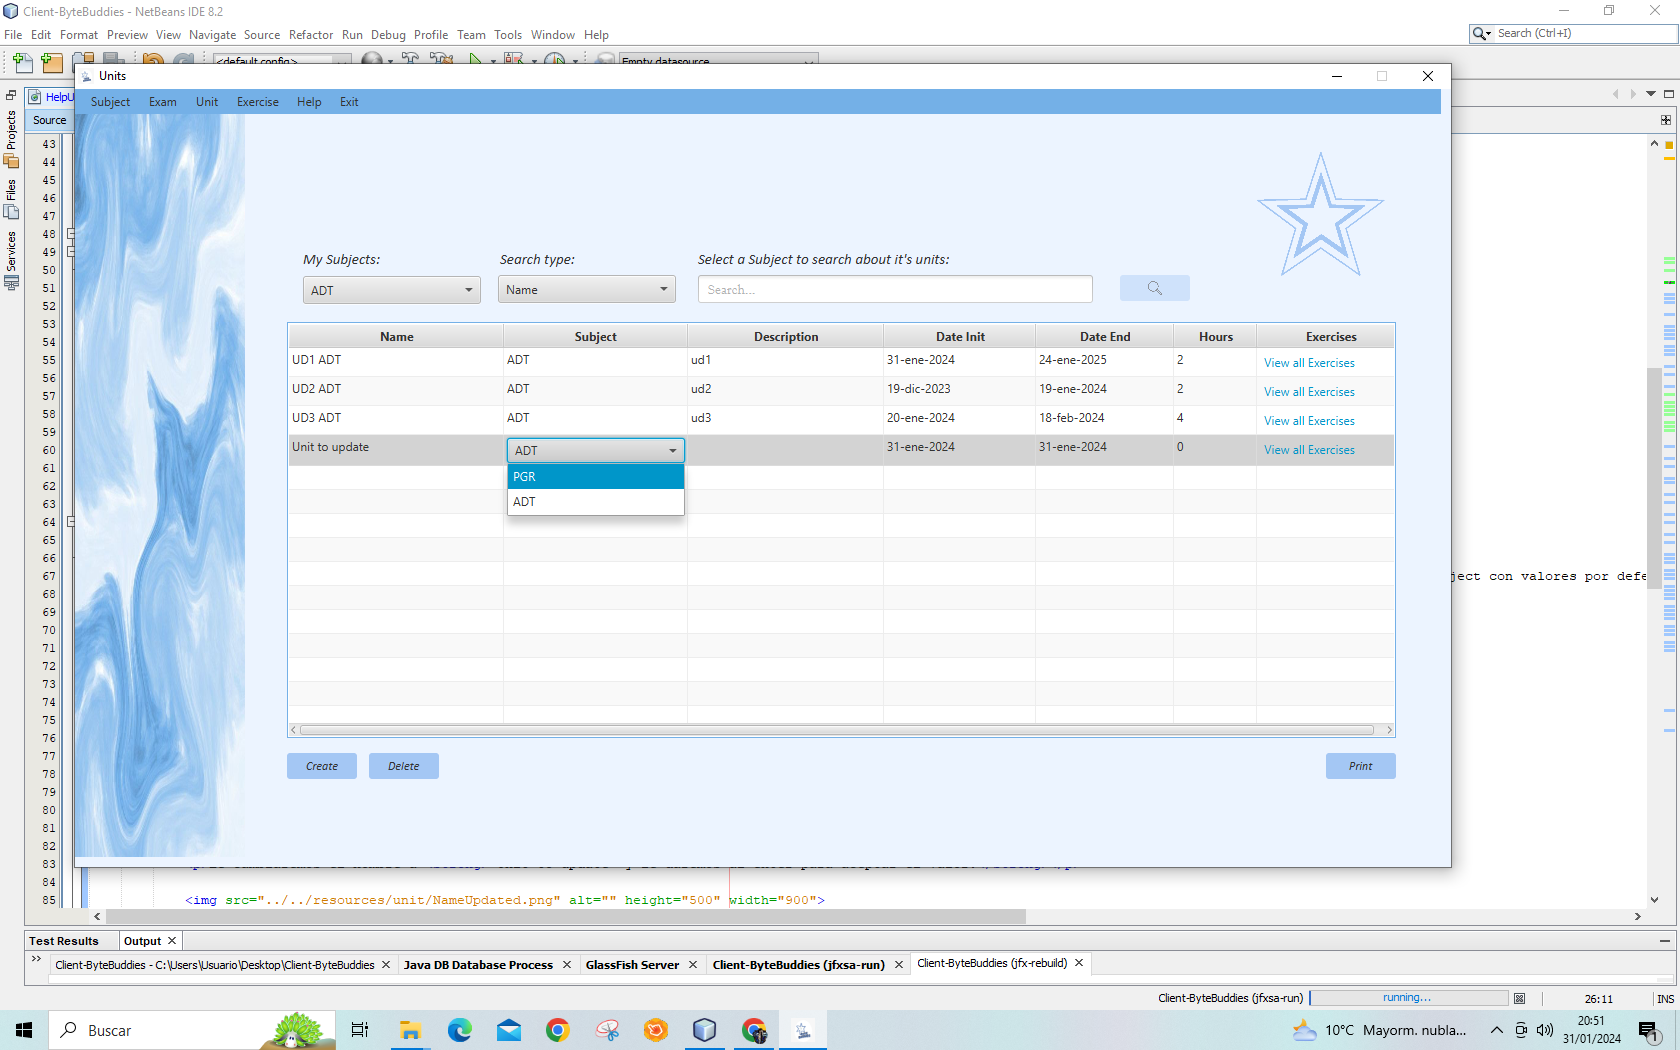 Client-ByteBuddies - NetBeans IDE 8.2
File Edit Format Preview View Navigate Source Refactor Run Debug Profile Team Tools Window Help
Search (Ctrl+I)
<default config>
Empty datasource
Units
HelpU
Subject Exam Unit Exercise Help Exit
Source
Projects
Files
Services
43
44
45
46
47
48
49
50
51
52
53
54
55
56
57
58
59
60
61
62
63
64
65
66
67
68
69
70
71
72
73
74
75
76
77
78
79
80
81
82
83
84
85
My Subjects: Search type: Select a Subject to search about it's units:
ADT Name Search...
Name Subject Description Date Init Date End Hours Exercises
UD1 ADT ADT ud1 31-ene-2024 24-ene-2025 2 View all Exercises
UD2 ADT ADT ud2 19-dic-2023 19-ene-2024 2 View all Exercises
UD3 ADT ADT ud3 20-ene-2024 18-feb-2024 4 View all Exercises
Unit to update ADT 31-ene-2024 31-ene-2024 0 View all Exercises
PGR
ADT
ject con valores por defe
Create Delete Print
<img src="../../resources/unit/NameUpdated.png" alt="" height="500" width="900">
Test Results Output
Client-ByteBuddies - C:\Users\Usuario\Desktop\Client-ByteBuddies Java DB Database Process GlassFish Server Client-ByteBuddies (jfxsa-run) Client-ByteBuddies (jfx-rebuild)
Client-ByteBuddies (jfxsa-run) running... 26:11 INS
Buscar
10°C Mayorm. nubla...
20:51
31/01/2024
1